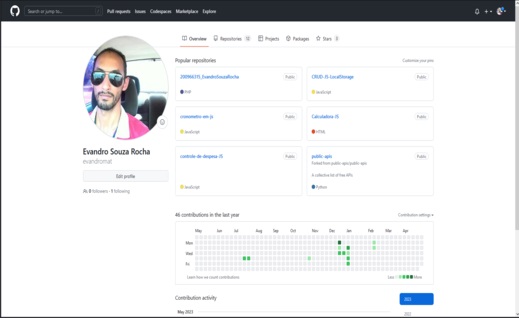 Search or jump to...
Pull requests Issues Codespaces Marketplace Explore
Overview Repositories Projects Packages Stars
Popular repositories
Customize your pins
Public
PHP
CRUD-JS-LocalStorage Public
JavaScript
cronometro-em-js Public
JavaScript
Calculadora-JS Public
HTML
controle-de-despesa-JS Public
JavaScript
public-apis Public
Forked from public-apis/public-apis
A collective list of free APIs
Python
Evandro Souza Rocha
evandromat
Edit profile
0 followers · 1 following
46 contributions in the last year
Contribution settings
May Jun Jul Aug Sep Oct Nov Dec Jan Feb Mar Apr
Mon
Wed
Fri
Learn how we count contributions
Less More
Contribution activity
2023
May 2023
2022